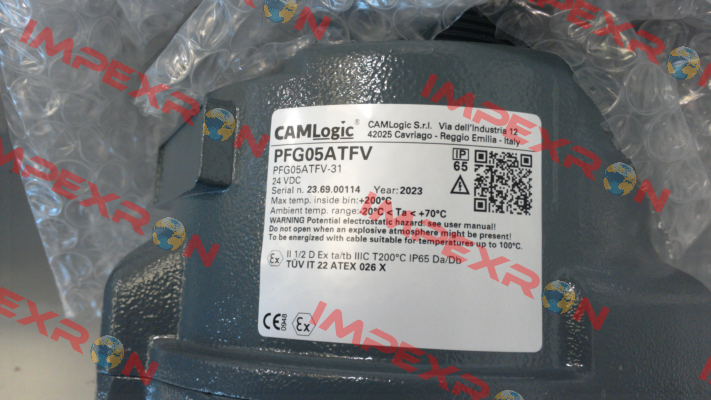 CAMLogic® CAMLogic S.r.l. Via dell'Industria 12
42025 Cavriago - Reggio Emilia - Italy
PFG05ATFV
PFG05ATFV-31
24 VDC
Serial n. 23.69.00114 Year: 2023
Max temp. inside bin: +200°C
Ambient temp. range: -20°C < Ta < +70°C
IP
65
WARNING Potential electrostatic hazard: see user manual!
Do not open when an explosive atmosphere might be present!
To be energized with cable suitable for temperatures up to 100°C.
Ex II 1/2 D Ex ta/tb IIIC T200°C IP65 Da/Db
TÜV IT 22 ATEX 026 X
CE 0948 Ex
IMPEXRON
IMPEXRON
IMPEXRON
IMPEXRON
IMPEXRON